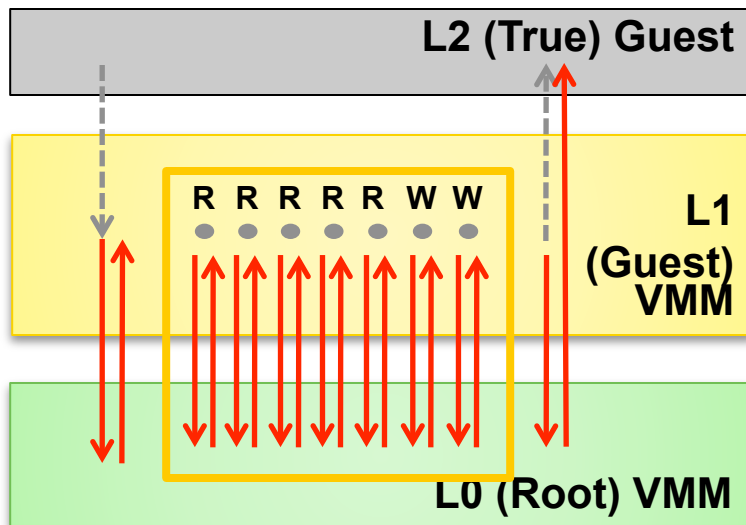 L2 (True) Guest
R R R R R W W
L1
(Guest)
VMM
L0 (Root) VMM